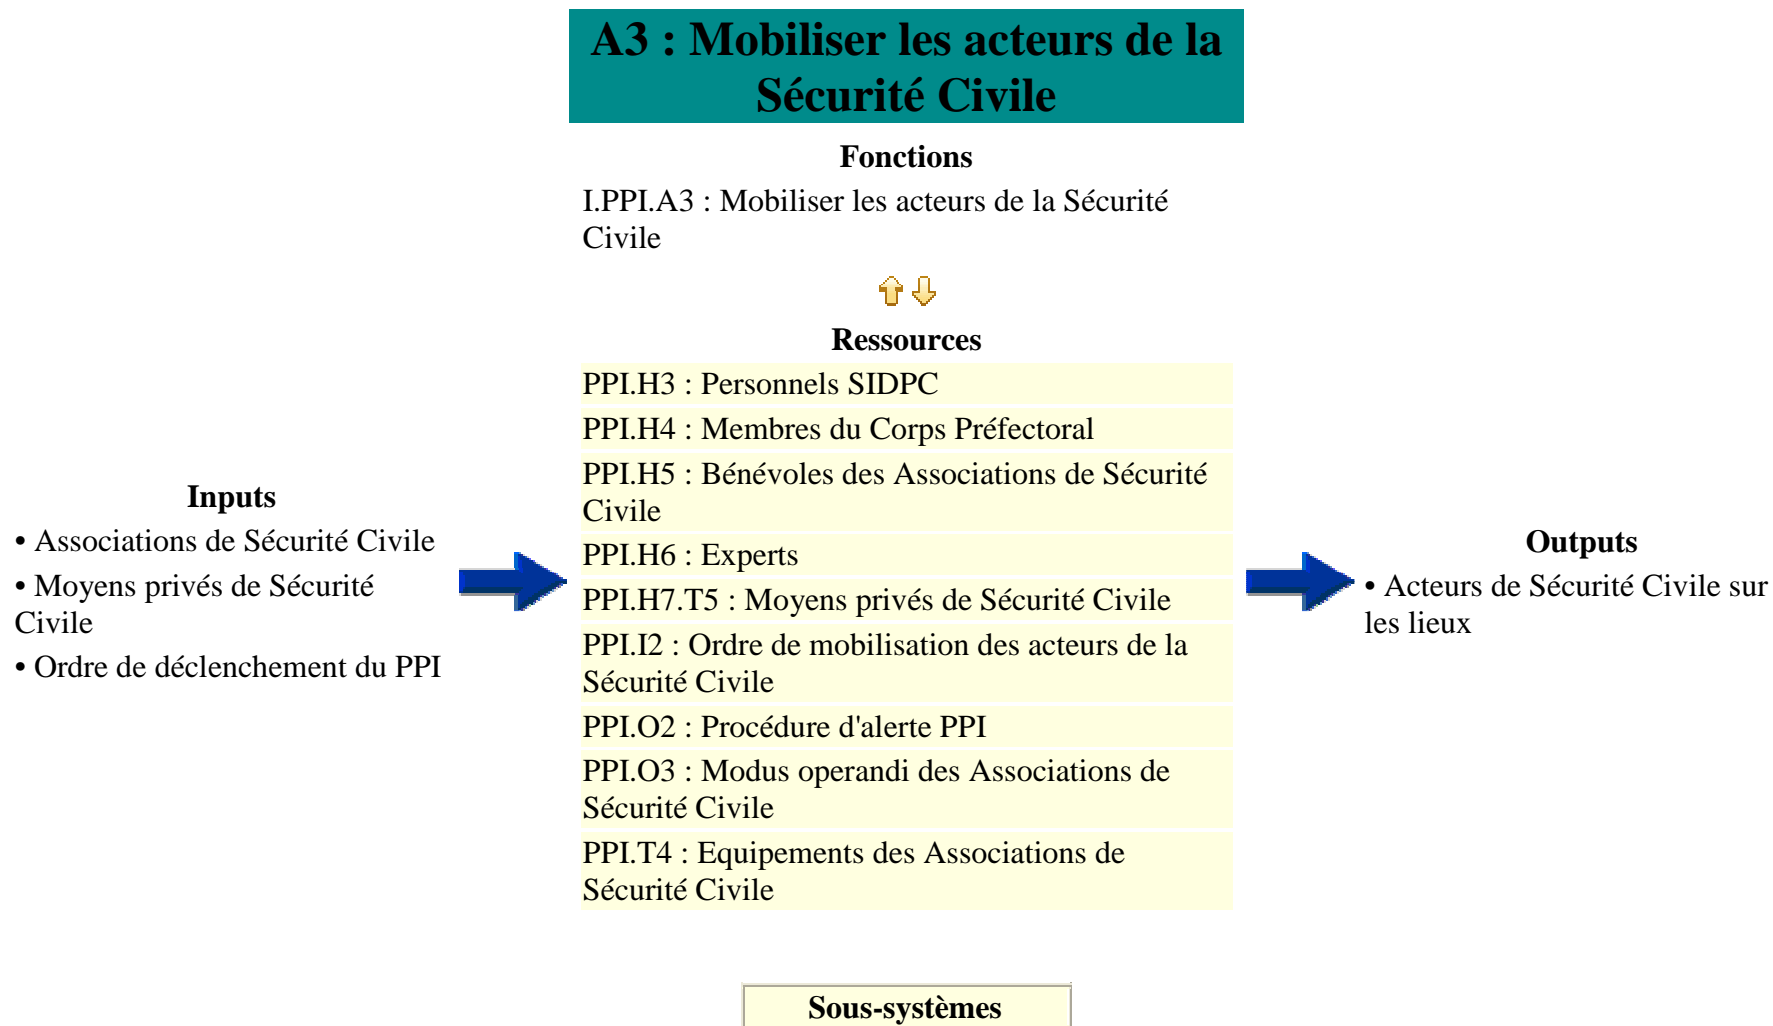 A3 : Mobiliser les acteurs de la
Sécurité Civile
Fonctions
I.PPI.A3 : Mobiliser les acteurs de la Sécurité
Civile
Ressources
PPI.H3 : Personnels SIDPC
PPI.H4 : Membres du Corps Préfectoral
PPI.H5 : Bénévoles des Associations de Sécurité
Civile
PPI.H6 : Experts
PPI.H7.T5 : Moyens privés de Sécurité Civile
PPI.I2 : Ordre de mobilisation des acteurs de la
Sécurité Civile
PPI.O2 : Procédure d'alerte PPI
PPI.O3 : Modus operandi des Associations de
Sécurité Civile
PPI.T4 : Equipements des Associations de
Sécurité Civile
Inputs
• Associations de Sécurité Civile
• Moyens privés de Sécurité
Civile
• Ordre de déclenchement du PPI
Outputs
• Acteurs de Sécurité Civile sur
les lieux
Sous-systèmes